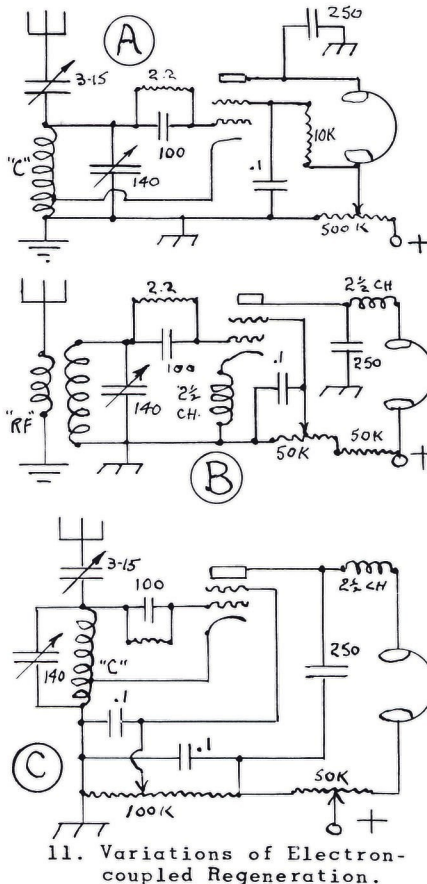 A
250
3-15
2.2
"C"
100
10K
140
.1
500K
+
2½ CH
2.2
100
.1
250
"RF"
140
2½
CH.
50K
50K
+
B
3-15
100
2½ CH
140
"C"
250
.1
.1
C
50K
100K
+
11. Variations of Electron-
coupled Regeneration.